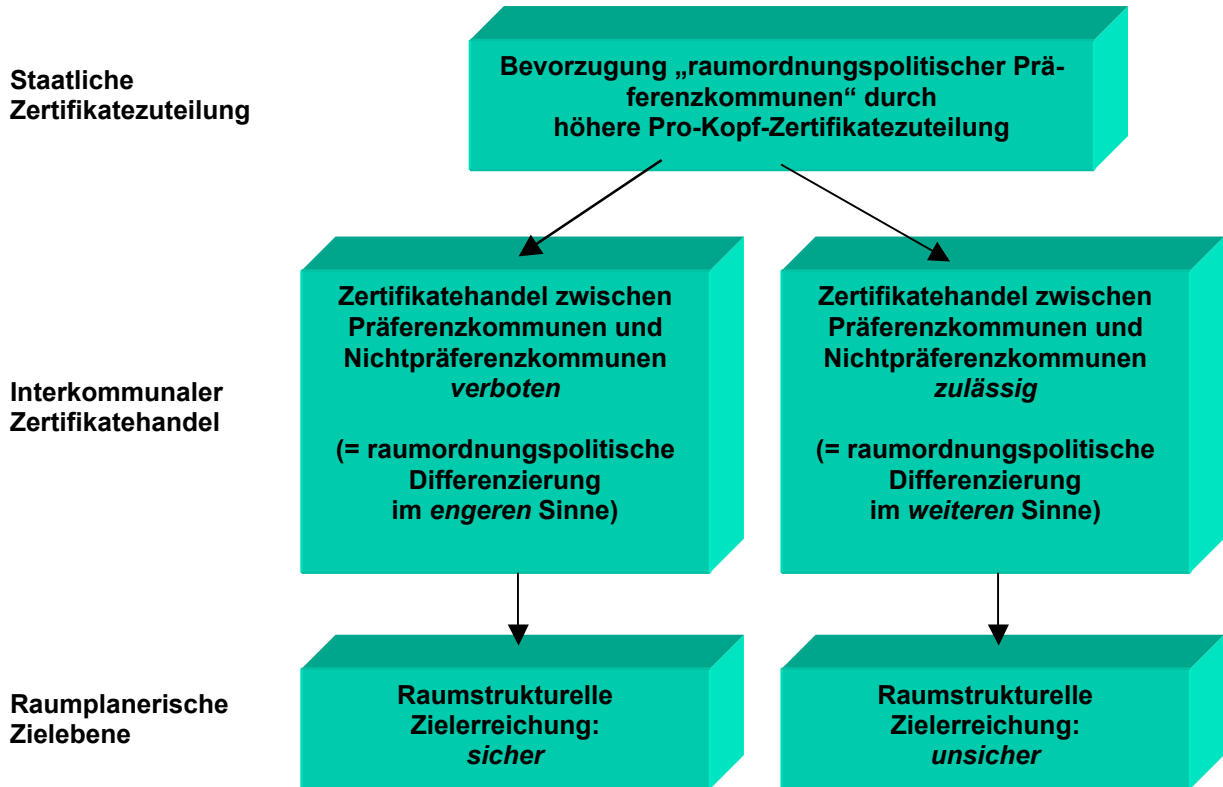 Staatliche
Zertifikatezuteilung
Bevorzugung „raumordnungspolitischer Prä-
ferenzkommunen“ durch
höhere Pro-Kopf-Zertifikatezuteilung
Interkommunaler
Zertifikatehandel
Zertifikatehandel zwischen
Präferenzkommunen und
Nichtpräferenzkommunen
verboten
(= raumordnungspolitische
Differenzierung
im engeren Sinne)
Zertifikatehandel zwischen
Präferenzkommunen und
Nichtpräferenzkommunen
zulässig
(= raumordnungspolitische
Differenzierung
im weiteren Sinne)
Raumplanerische
Zielebene
Raumstrukturelle
Zielerreichung:
sicher
Raumstrukturelle
Zielerreichung:
unsicher